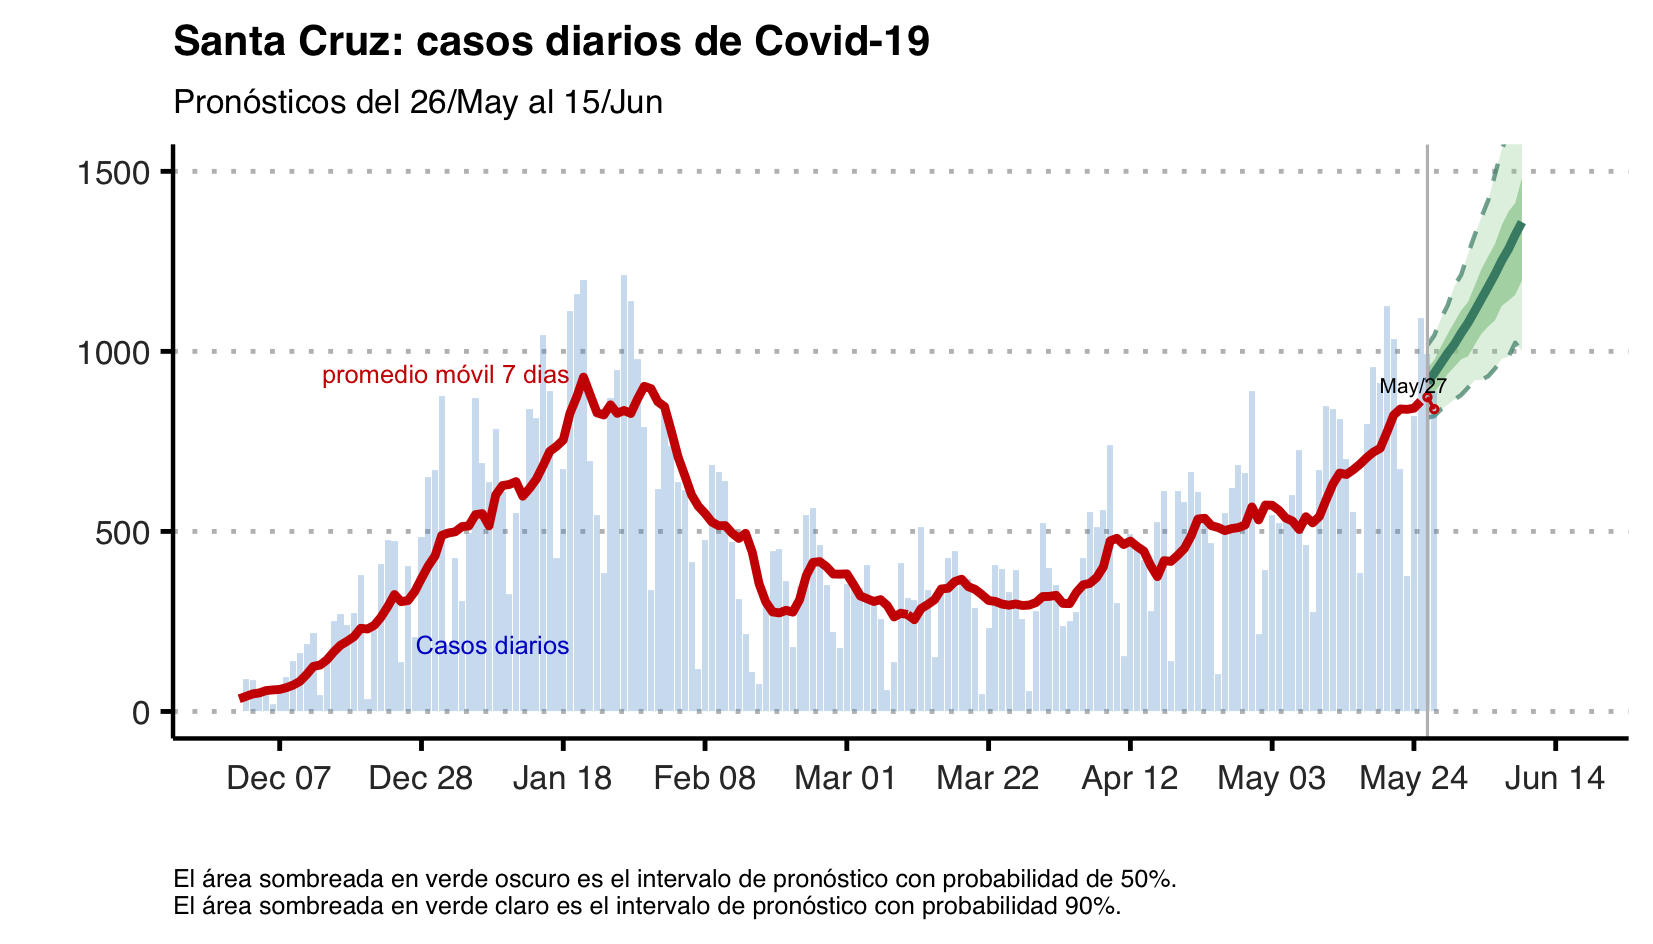 Santa Cruz: casos diarios de Covid-19
Pronósticos del 26/May al 15/Jun
1500
1000
500
0
promedio móvil 7 dias
May/27
Casos diarios
Dec 07 Dec 28 Jan 18 Feb 08 Mar 01 Mar 22 Apr 12 May 03 May 24 Jun 14
El área sombreada en verde oscuro es el intervalo de pronóstico con probabilidad de 50%.
El área sombreada en verde claro es el intervalo de pronóstico con probabilidad 90%.